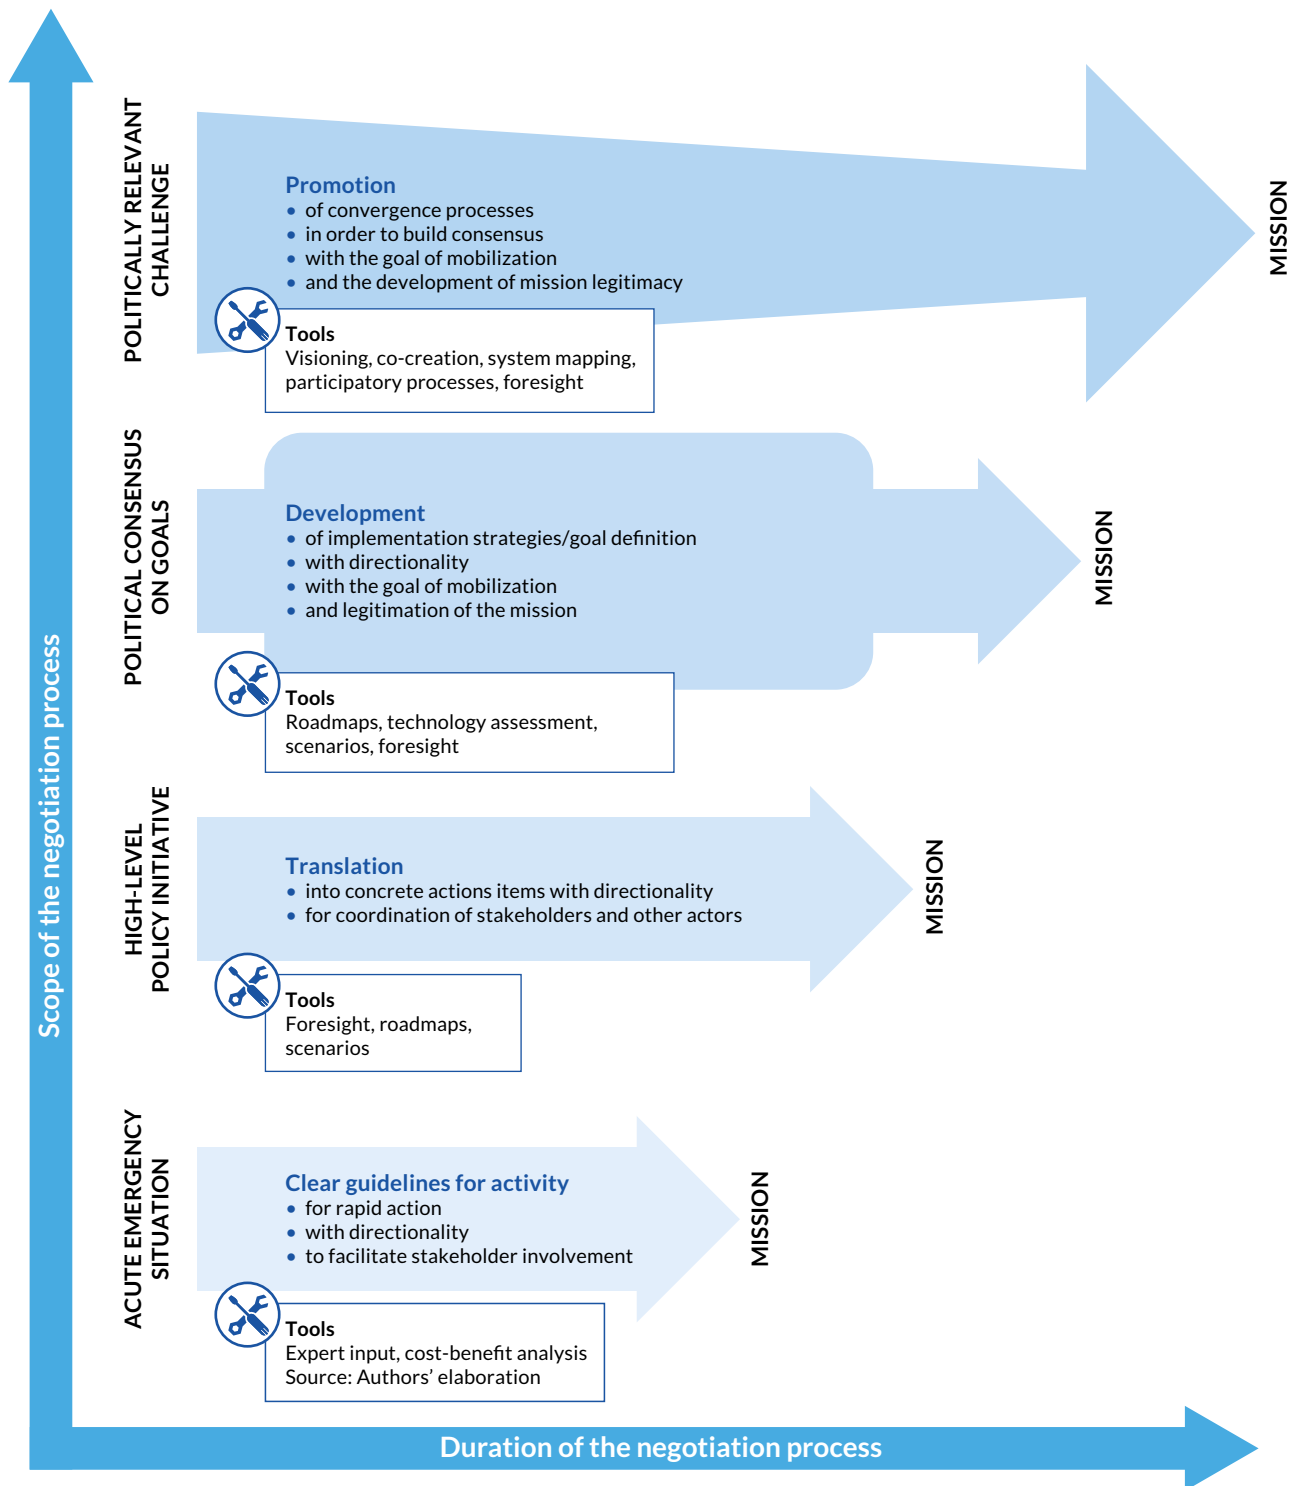 POLITICALLY RELEVANT
CHALLENGE
Promotion
• of convergence processes
• in order to build consensus
• with the goal of mobilization
• and the development of mission legitimacy
Tools
Visioning, co-creation, system mapping,
participatory processes, foresight
MISSION
POLITICAL CONSENSUS
ON GOALS
Development
• of implementation strategies/goal definition
• with directionality
• with the goal of mobilization
• and legitimation of the mission
Tools
Roadmaps, technology assessment,
scenarios, foresight
MISSION
Scope of the negotiation process
HIGH-LEVEL
POLICY INITIATIVE
Translation
• into concrete actions items with directionality
• for coordination of stakeholders and other actors
Tools
Foresight, roadmaps,
scenarios
MISSION
ACUTE EMERGENCY
SITUATION
Clear guidelines for activity
• for rapid action
• with directionality
• to facilitate stakeholder involvement
Tools
Expert input, cost-benefit analysis
Source: Authors’ elaboration
MISSION
Duration of the negotiation process